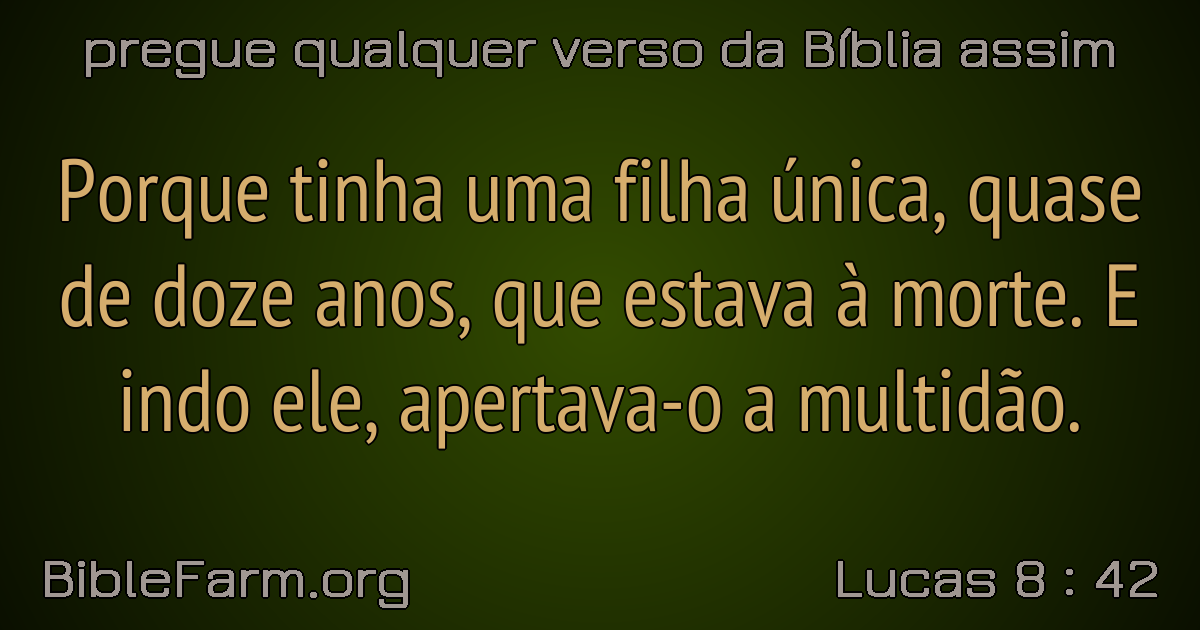 pregue qualquer verso da Bíblia assim
Porque tinha uma filha única, quase
de doze anos, que estava à morte. E
indo ele, apertava-o a multidão.
BibleFarm.org
Lucas 8 : 42